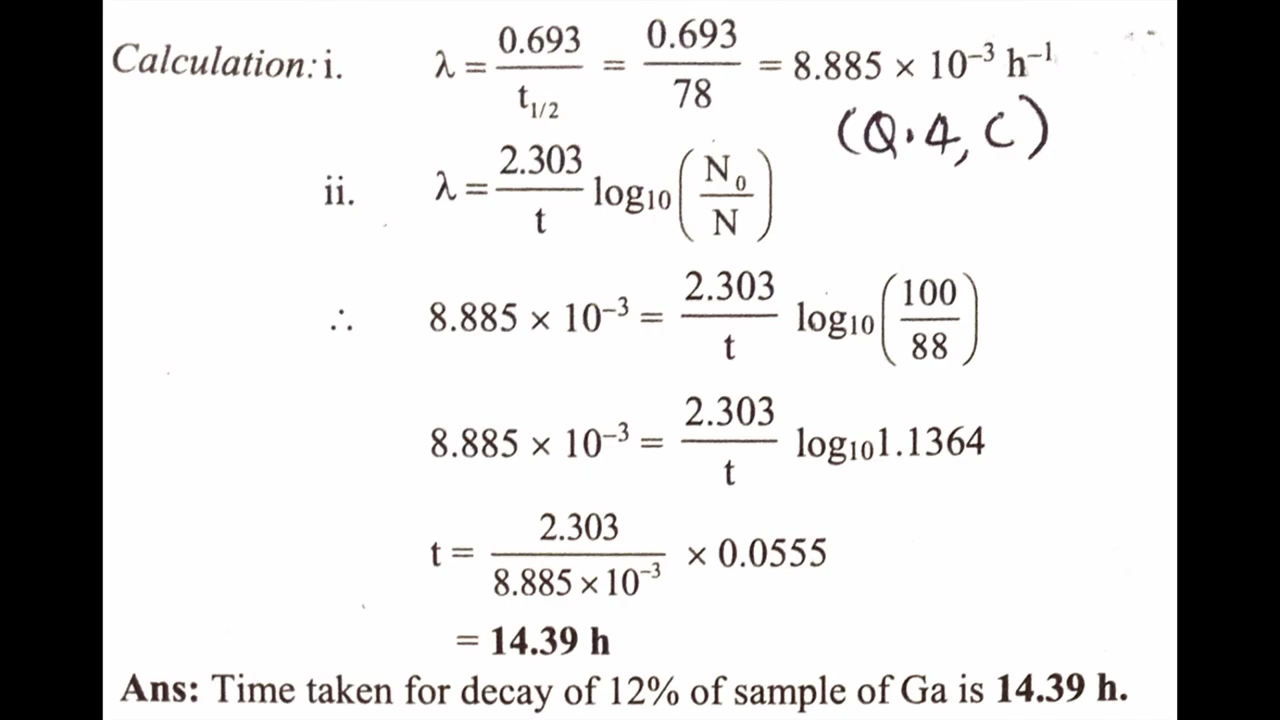 Calculation: i. λ = 0.693 / t1/2 = 0.693 / 78 = 8.885 × 10⁻³ h⁻¹
(Q.4, C)
ii. λ = 2.303 / t log10 (N0 / N)
∴ 8.885 × 10⁻³ = 2.303 / t log10 (100 / 88)
8.885 × 10⁻³ = 2.303 / t log10 1.1364
t = 2.303 / 8.885 × 10⁻³ × 0.0555
= 14.39 h
Ans: Time taken for decay of 12% of sample of Ga is 14.39 h.